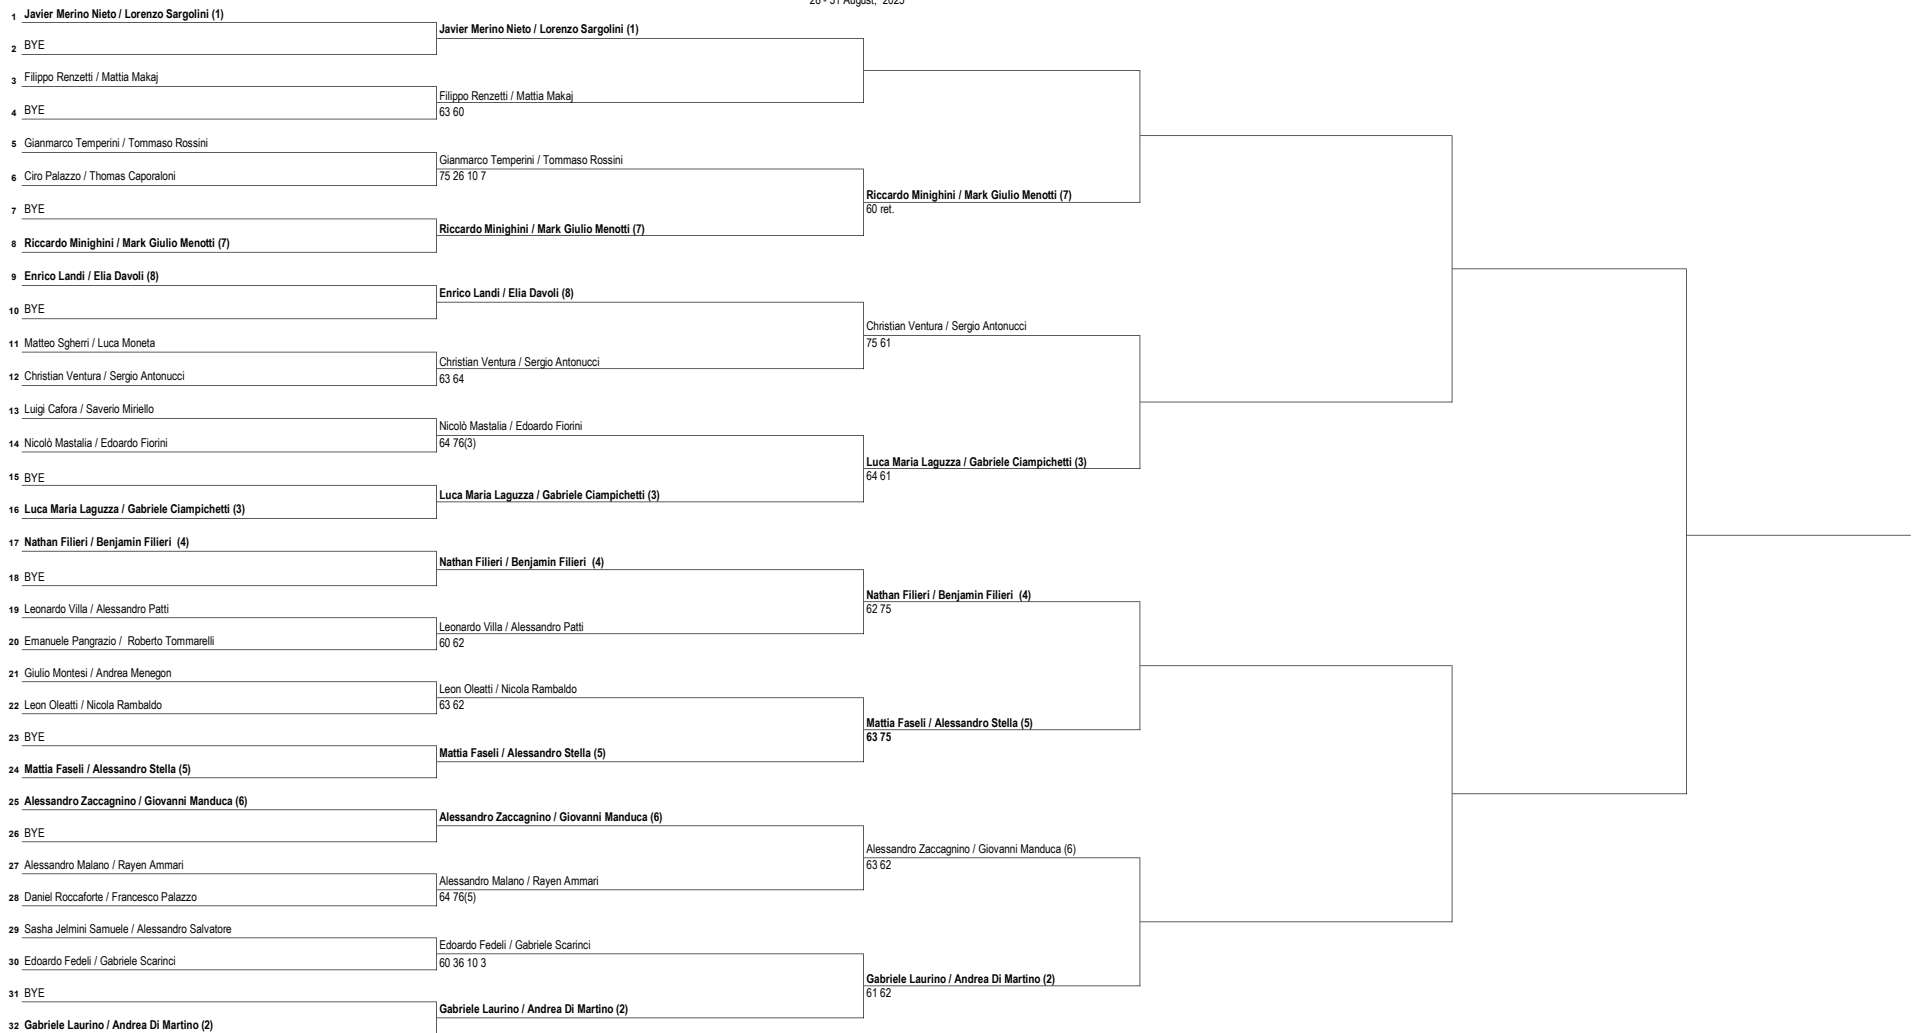 28 - 31 August, 2025
1 Javier Merino Nieto / Lorenzo Sargolini (1)
Javier Merino Nieto / Lorenzo Sargolini (1)
2 BYE
3 Filippo Renzetti / Mattia Makaj
Filippo Renzetti / Mattia Makaj
4 BYE
63 60
5 Gianmarco Temperini / Tommaso Rossini
Gianmarco Temperini / Tommaso Rossini
6 Ciro Palazzo / Thomas Caporaloni
75 26 10 7
Riccardo Minighini / Mark Giulio Menotti (7)
7 BYE
60 ret.
Riccardo Minighini / Mark Giulio Menotti (7)
8 Riccardo Minighini / Mark Giulio Menotti (7)
9 Enrico Landi / Elia Davoli (8)
Enrico Landi / Elia Davoli (8)
10 BYE
Christian Ventura / Sergio Antonucci
11 Matteo Sgherri / Luca Moneta
75 61
Christian Ventura / Sergio Antonucci
12 Christian Ventura / Sergio Antonucci
63 64
13 Luigi Cafora / Saverio Miriello
Nicolò Mastalia / Edoardo Fiorini
14 Nicolò Mastalia / Edoardo Fiorini
64 76(3)
Luca Maria Laguzza / Gabriele Ciampichetti (3)
15 BYE
64 61
Luca Maria Laguzza / Gabriele Ciampichetti (3)
16 Luca Maria Laguzza / Gabriele Ciampichetti (3)
17 Nathan Filieri / Benjamin Filieri (4)
Nathan Filieri / Benjamin Filieri (4)
18 BYE
Nathan Filieri / Benjamin Filieri (4)
19 Leonardo Villa / Alessandro Patti
62 75
Leonardo Villa / Alessandro Patti
20 Emanuele Pangrazio / Roberto Tommarelli
60 62
21 Giulio Montesi / Andrea Menegon
Leon Oleatti / Nicola Rambaldo
22 Leon Oleatti / Nicola Rambaldo
63 62
Mattia Faseli / Alessandro Stella (5)
23 BYE
63 75
Mattia Faseli / Alessandro Stella (5)
24 Mattia Faseli / Alessandro Stella (5)
25 Alessandro Zaccagnino / Giovanni Manduca (6)
Alessandro Zaccagnino / Giovanni Manduca (6)
26 BYE
Alessandro Zaccagnino / Giovanni Manduca (6)
27 Alessandro Malano / Rayen Ammari
63 62
Alessandro Malano / Rayen Ammari
28 Daniel Roccaforte / Francesco Palazzo
64 76(5)
29 Sasha Jelmini Samuele / Alessandro Salvatore
Edoardo Fedeli / Gabriele Scarinci
30 Edoardo Fedeli / Gabriele Scarinci
60 36 10 3
Gabriele Laurino / Andrea Di Martino (2)
31 BYE
61 62
Gabriele Laurino / Andrea Di Martino (2)
32 Gabriele Laurino / Andrea Di Martino (2)